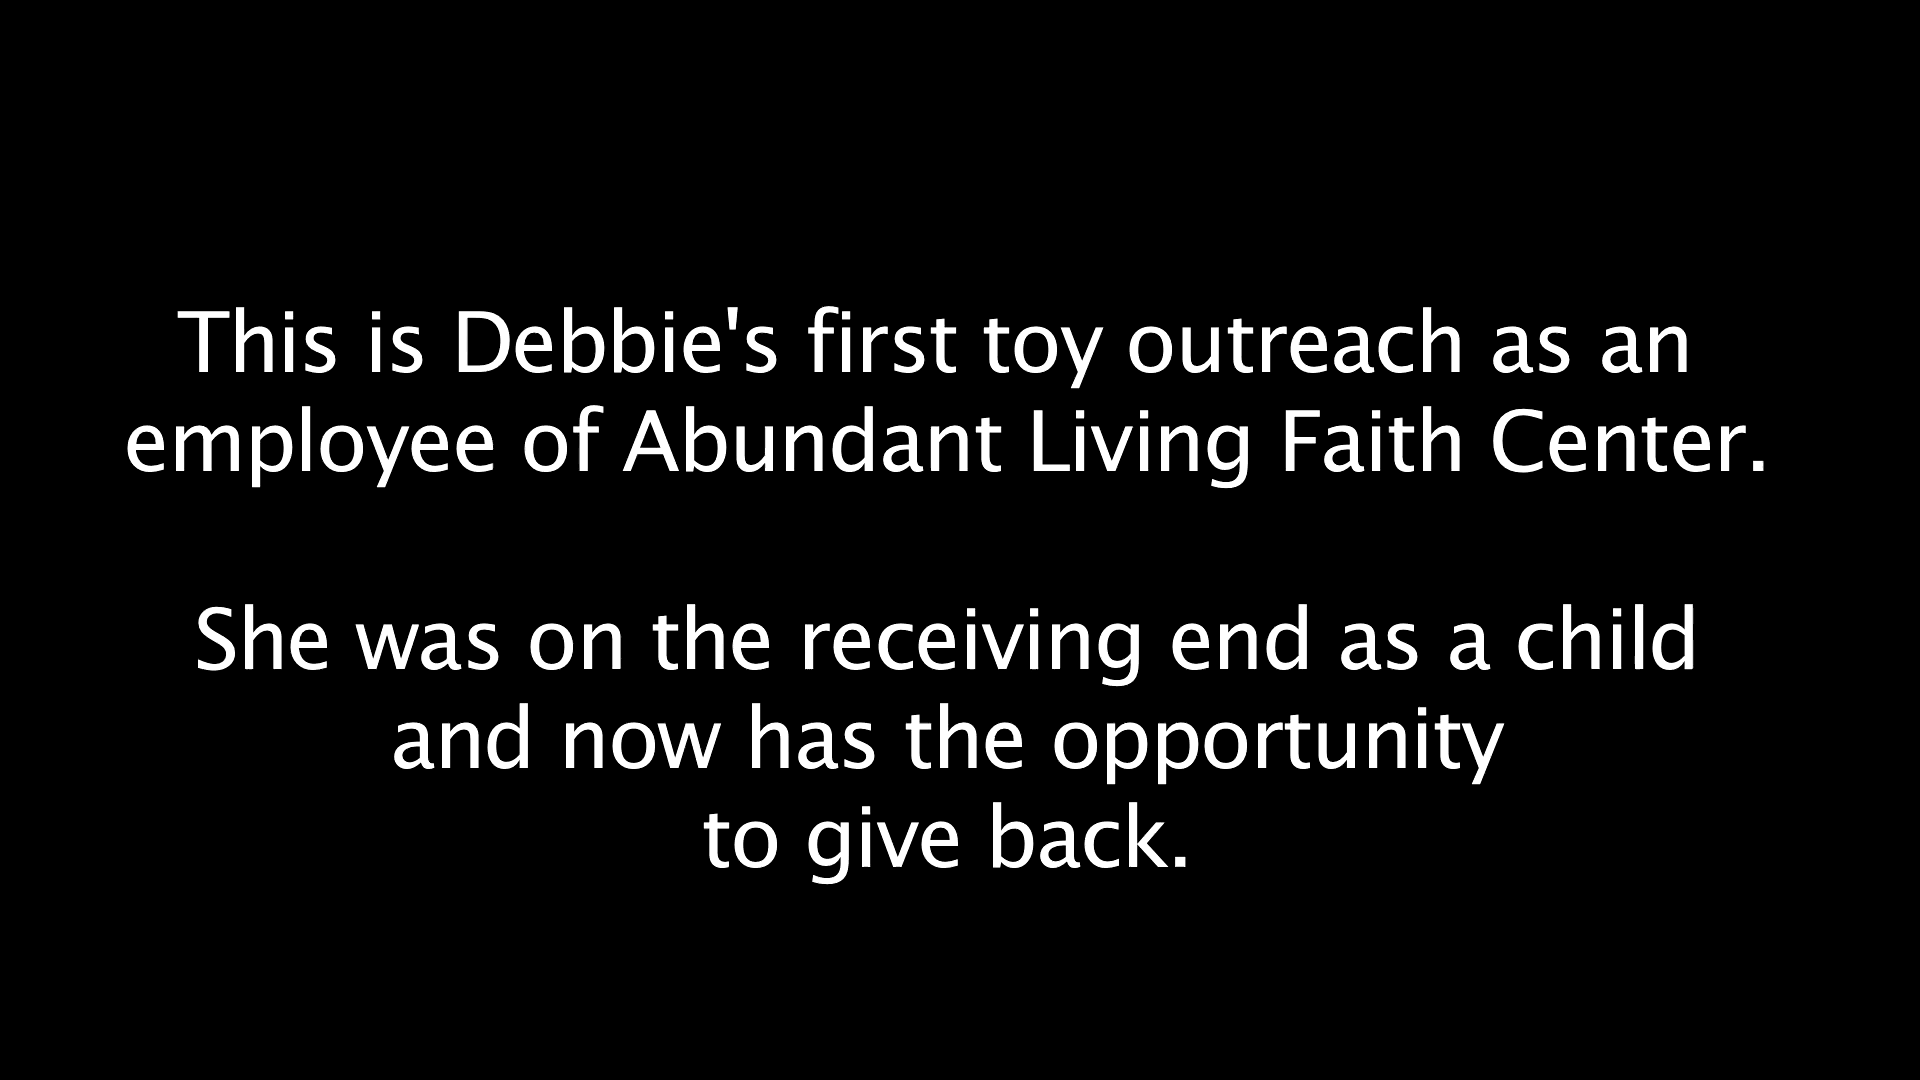 This is Debbie's first toy outreach as an
employee of Abundant Living Faith Center.
She was on the receiving end as a child
and now has the opportunity
to give back.